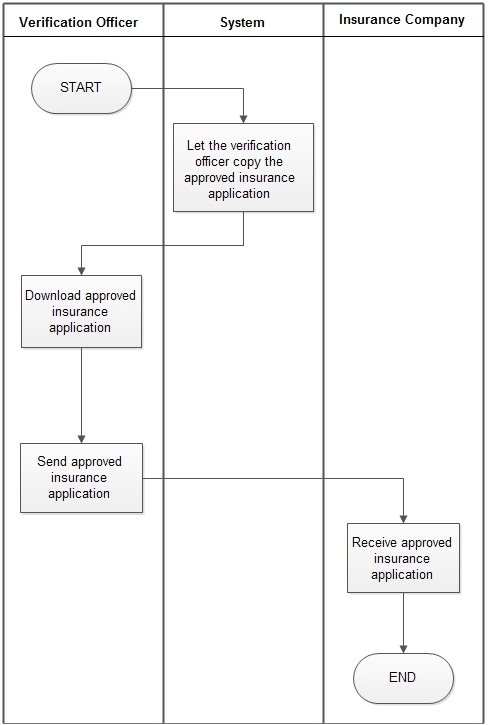 Verification Officer
System
Insurance Company
START
Let the verification
officer copy the
approved insurance
application
Download approved
insurance
application
Send approved
insurance
application
Receive approved
insurance
application
END